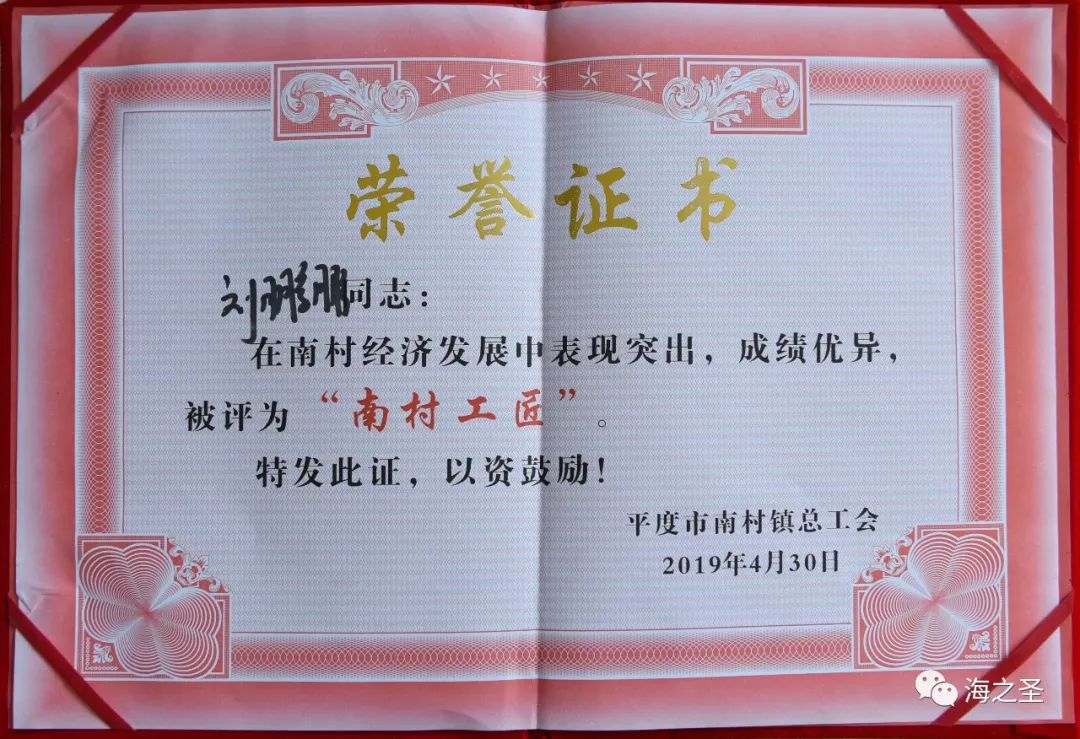 荣誉证书
刘 同志：
在南村经济发展中表现突出，成绩优异，
被评为“南村工匠”。
特发此证，以资鼓励！
平度市南村镇总工会
2019年4月30日
海之圣